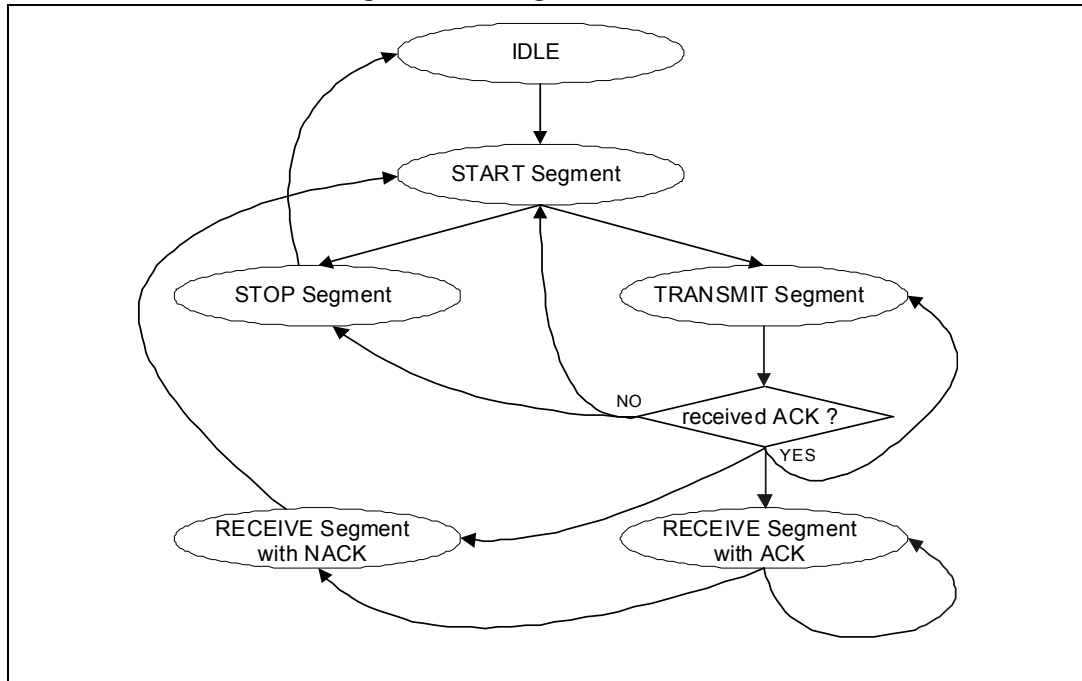 IDLE
START Segment
STOP Segment
TRANSMIT Segment
NO
received ACK ?
YES
RECEIVE Segment
with NACK
RECEIVE Segment
with ACK